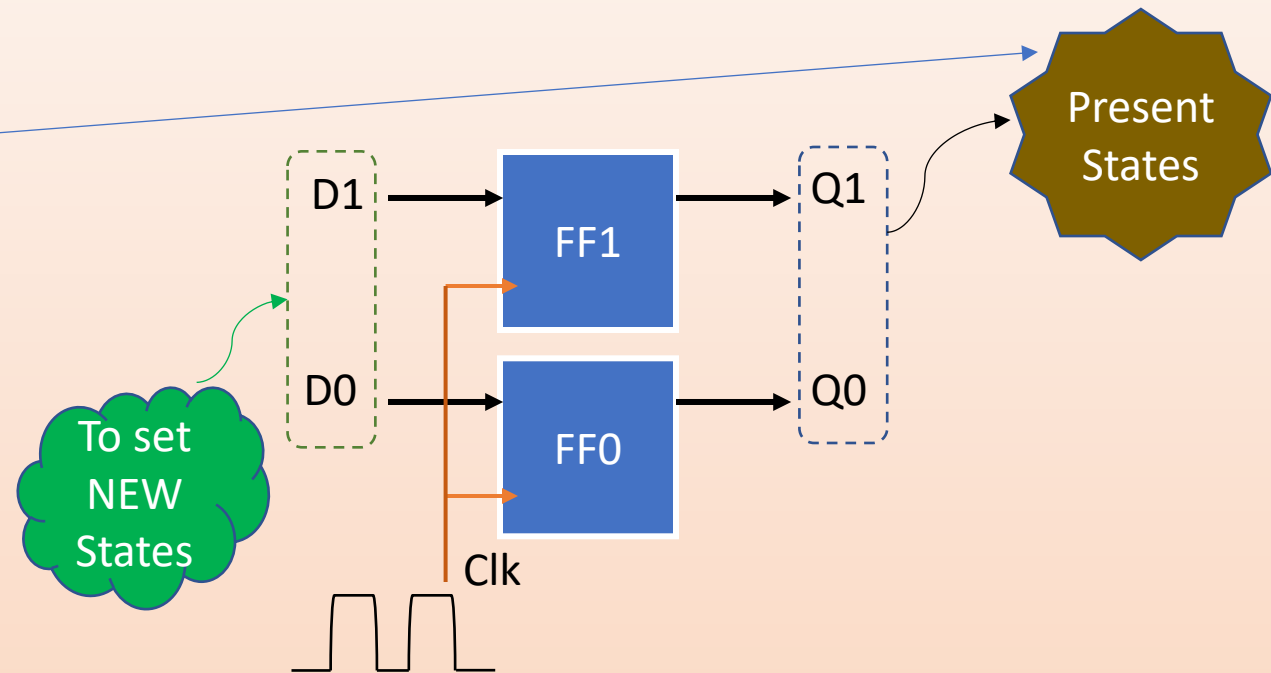 Present
States
D1
FF1
Q1
D0
FF0
Q0
To set
NEW
States
Clk